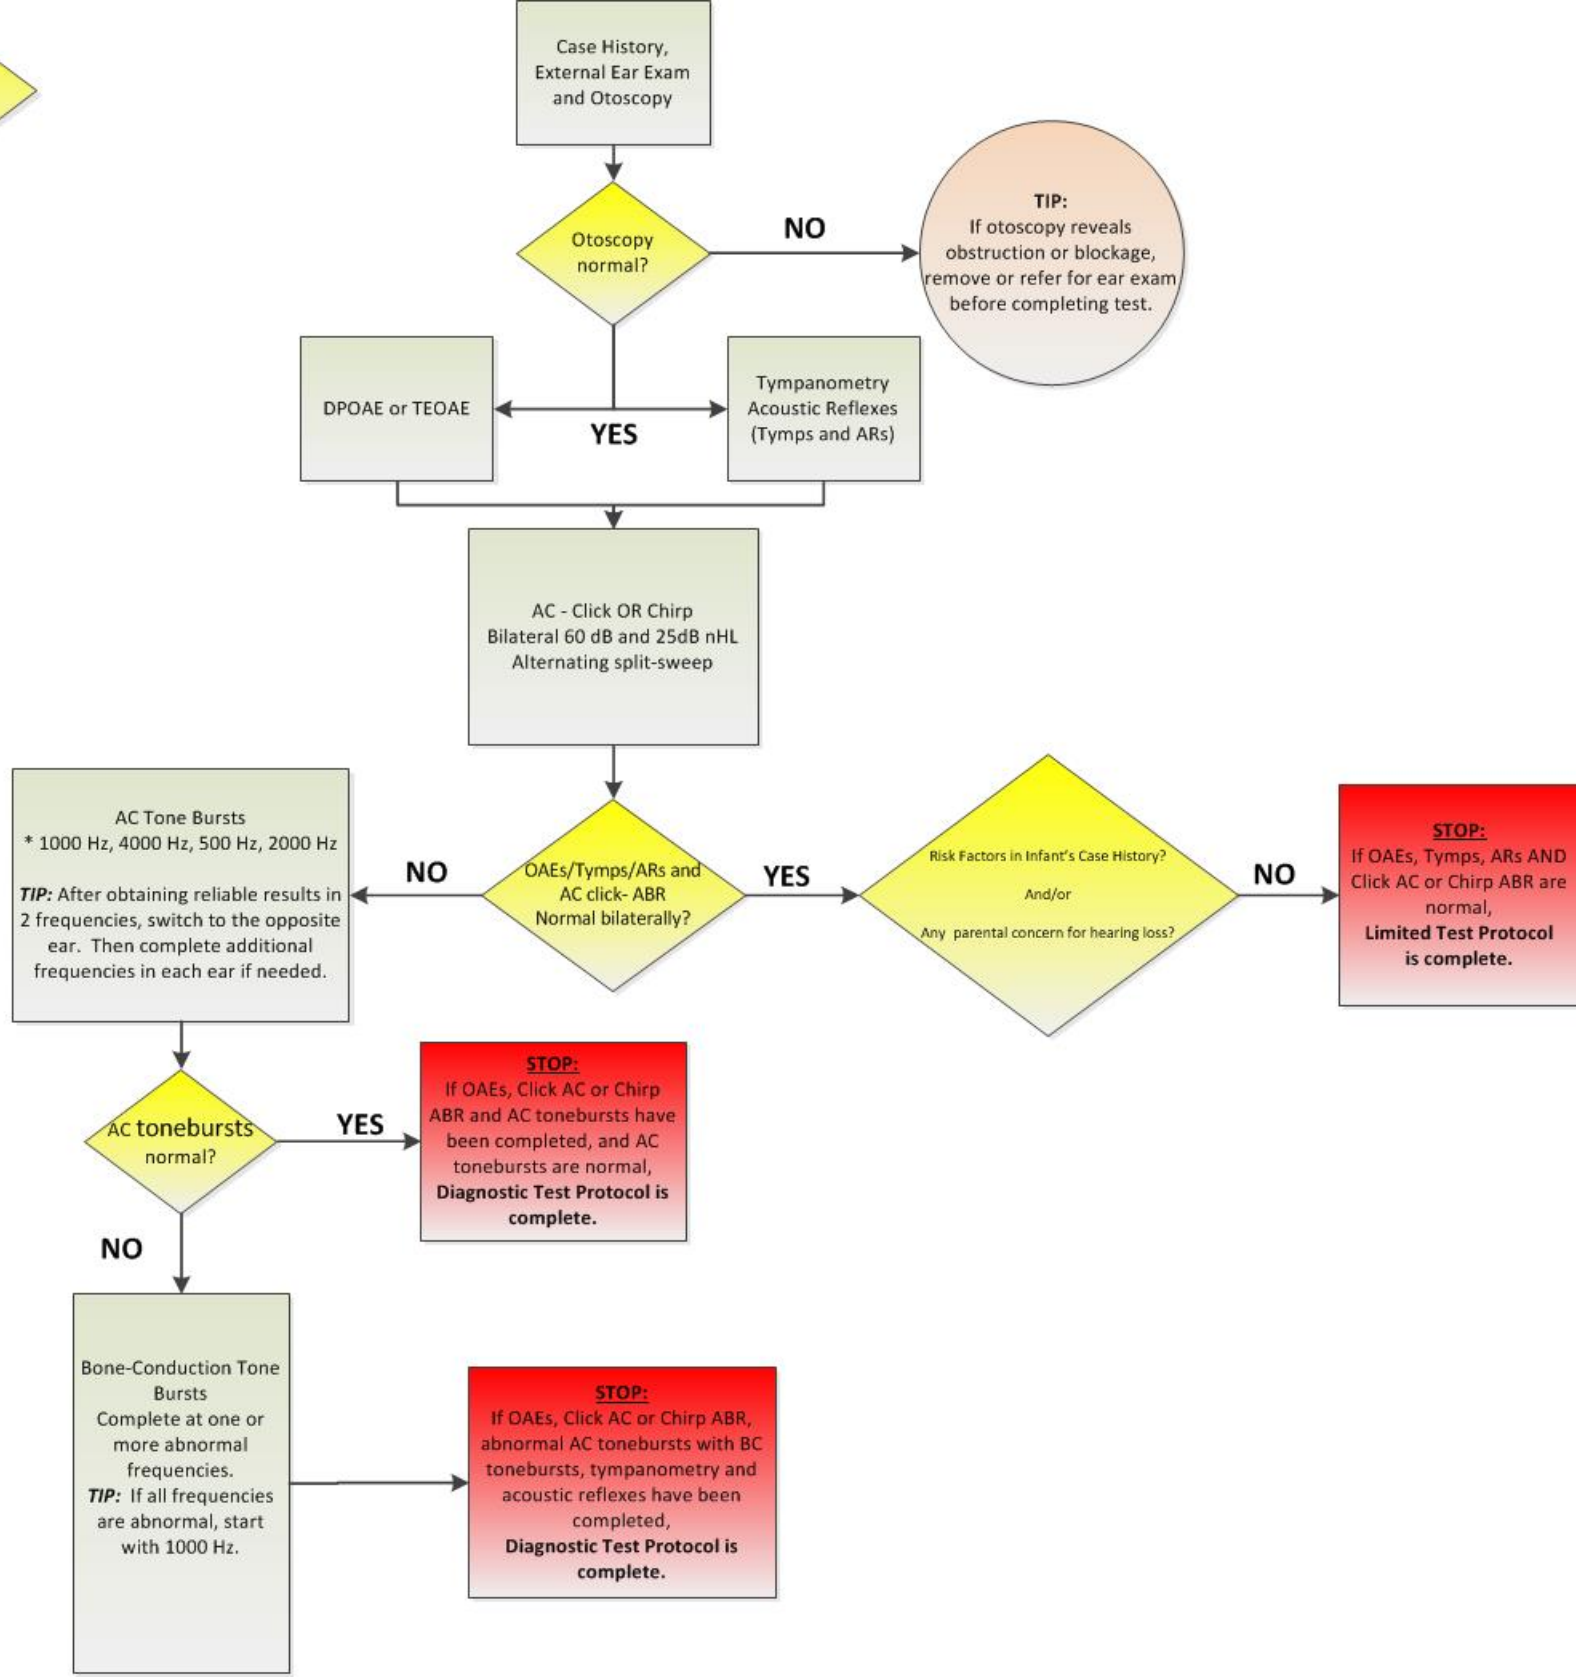 Case History,
External Ear Exam
and Otoscopy
Otoscopy
normal?
NO
TIP:
If otoscopy reveals
obstruction or blockage,
remove or refer for ear exam
before completing test.
YES
DPOAE or TEOAE
Tympanometry
Acoustic Reflexes
(Tymps and ARs)
AC - Click OR Chirp
Bilateral 60 dB and 25dB nHL
Alternating split-sweep
OAEs/Tymps/ARs and
AC click- ABR
Normal bilaterally?
YES
Risk Factors in Infant's Case History?
And/or
Any parental concern for hearing loss?
NO
STOP:
If OAEs, Tymps, ARs AND
Click AC or Chirp ABR are
normal,
Limited Test Protocol
is complete.
NO
AC Tone Bursts
* 1000 Hz, 4000 Hz, 500 Hz, 2000 Hz
TIP: After obtaining reliable results in
2 frequencies, switch to the opposite
ear. Then complete additional
frequencies in each ear if needed.
AC tonebursts
normal?
YES
STOP:
If OAEs, Click AC or Chirp
ABR and AC tonebursts have
been completed, and AC
tonebursts are normal,
Diagnostic Test Protocol is
complete.
NO
Bone-Conduction Tone
Bursts
Complete at one or
more abnormal
frequencies.
TIP: If all frequencies
are abnormal, start
with 1000 Hz.
STOP:
If OAEs, Click AC or Chirp ABR,
abnormal AC tonebursts with BC
tonebursts, tympanometry and
acoustic reflexes have been
completed,
Diagnostic Test Protocol is
complete.